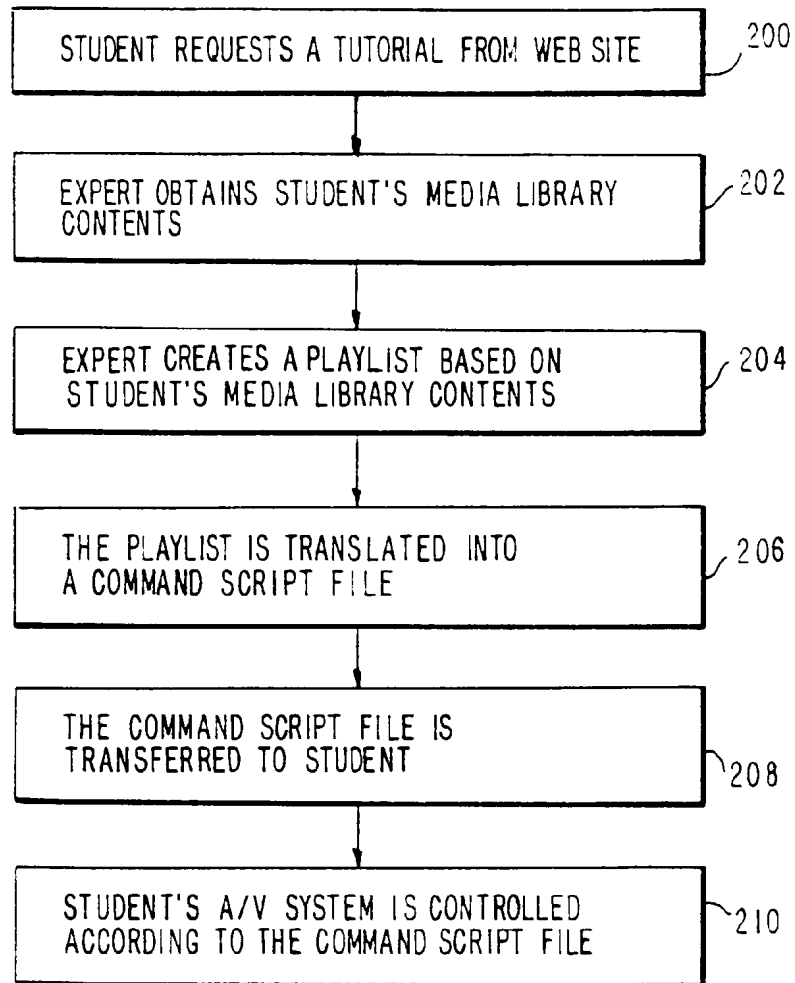 STUDENT REQUESTS A TUTORIAL FROM WEB SITE
200
EXPERT OBTAINS STUDENT'S MEDIA LIBRARY
CONTENTS
202
EXPERT CREATES A PLAYLIST BASED ON
STUDENT'S MEDIA LIBRARY CONTENTS
204
THE PLAYLIST IS TRANSLATED INTO
A COMMAND SCRIPT FILE
206
THE COMMAND SCRIPT FILE IS
TRANSFERRED TO STUDENT
208
STUDENT'S A/V SYSTEM IS CONTROLLED
ACCORDING TO THE COMMAND SCRIPT FILE
210